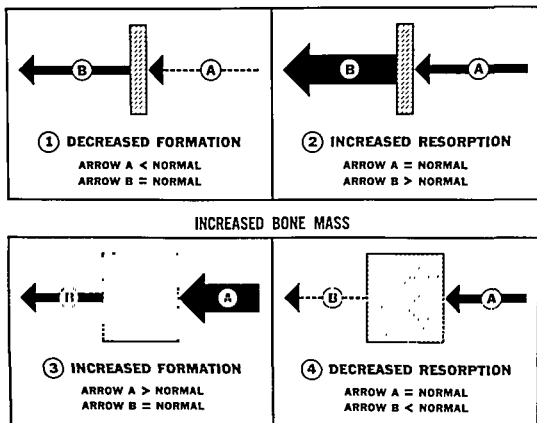 B
A
① DECREASED FORMATION
ARROW A < NORMAL
ARROW B = NORMAL
B
A
② INCREASED RESORPTION
ARROW A = NORMAL
ARROW B > NORMAL
INCREASED BONE MASS
B
A
③ INCREASED FORMATION
ARROW A > NORMAL
ARROW B = NORMAL
B
A
④ DECREASED RESORPTION
ARROW A = NORMAL
ARROW B < NORMAL